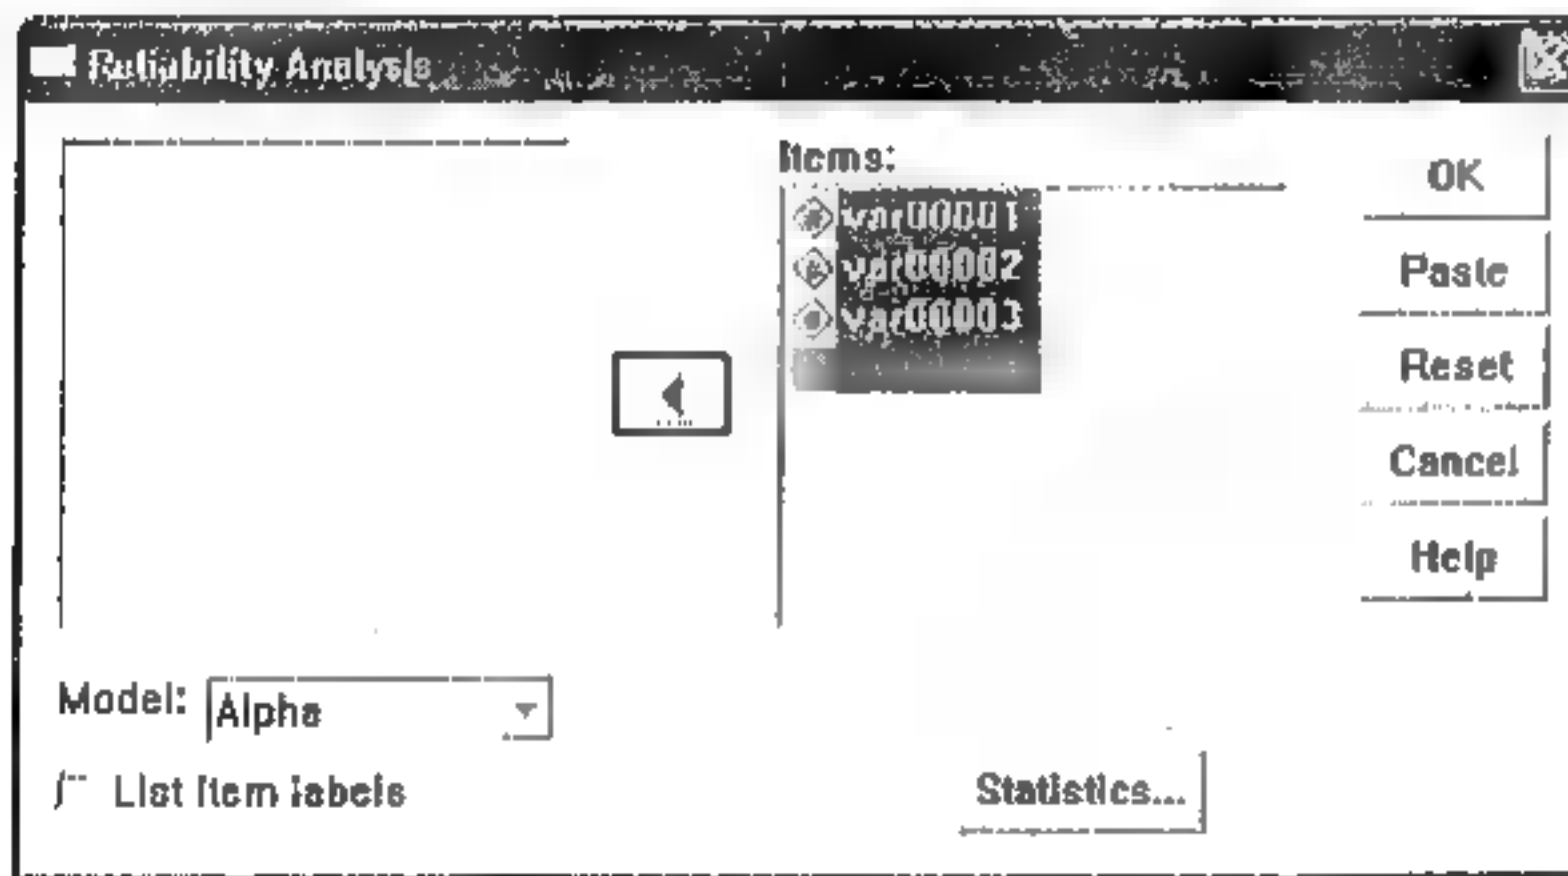 Reliability Analysis
Items:
var00001
var00002
var00003
OK
Paste
Reset
Cancel
Help
Model: Alpha
List item labels
Statistics...